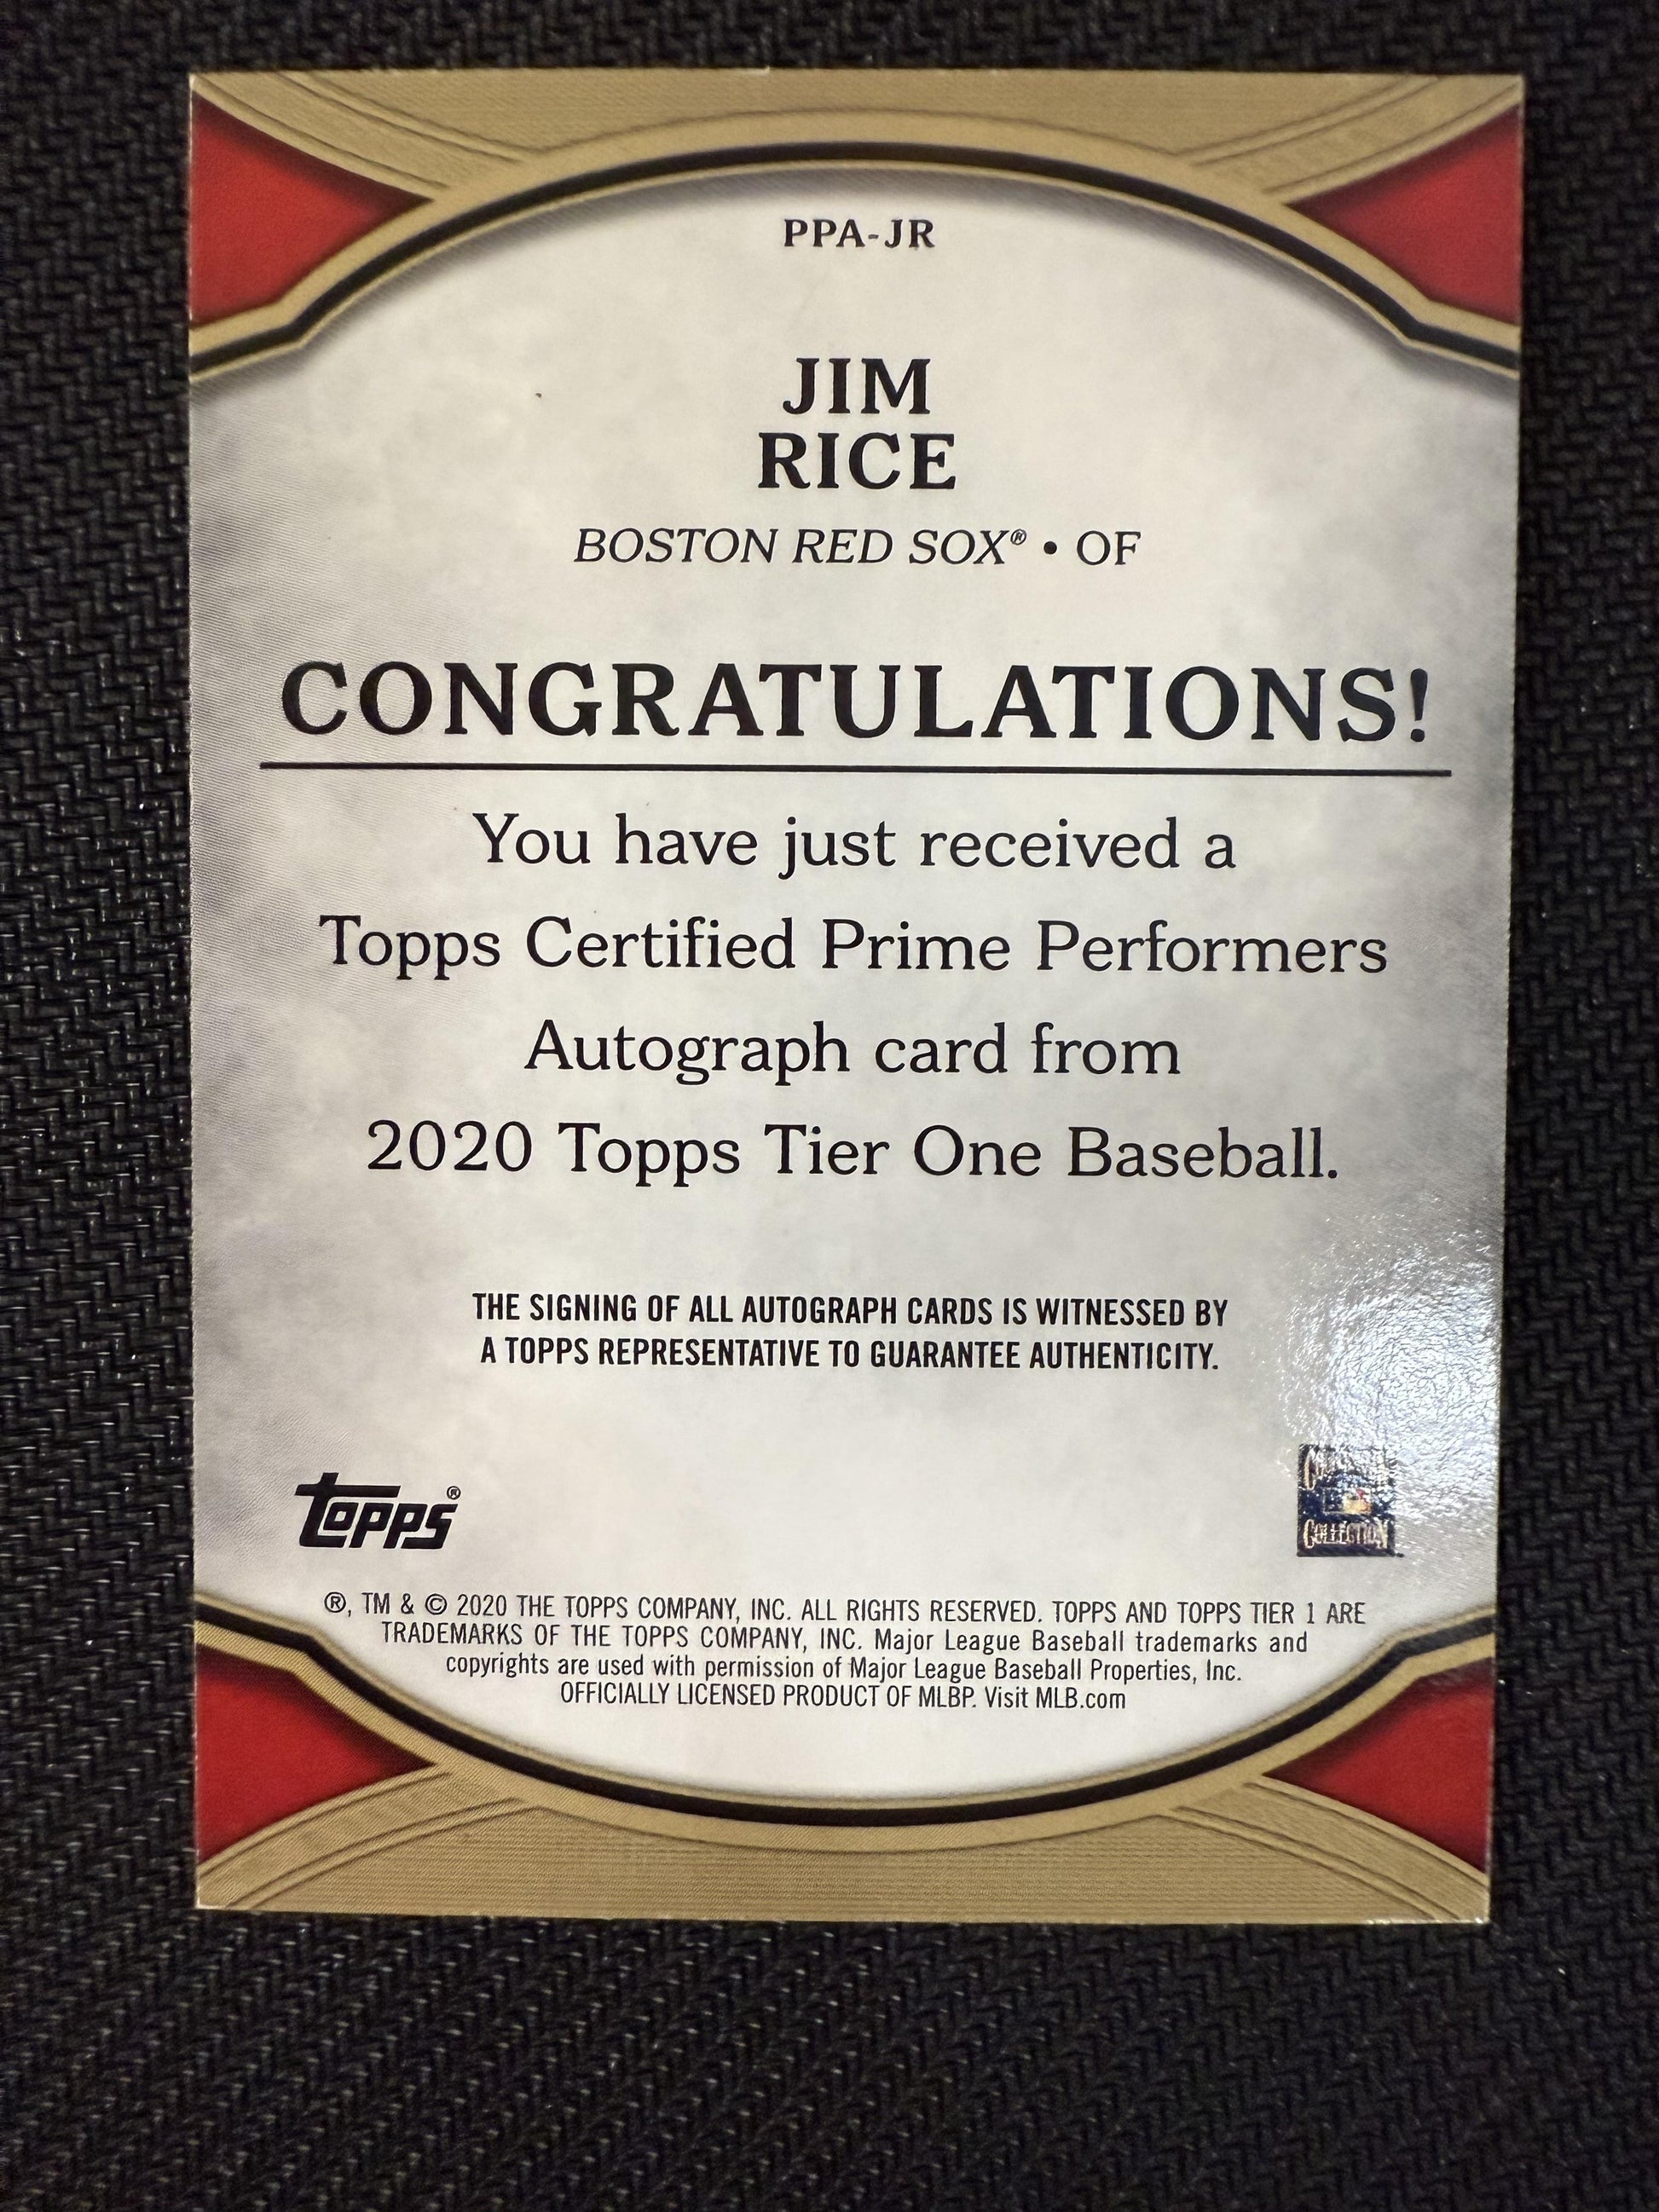 PPA-JR
JIM
RICE
BOSTON RED SOX® • OF
CONGRATULATIONS!
You have just received a
Topps Certified Prime Performers
Autograph card from
2020 Topps Tier One Baseball.
THE SIGNING OF ALL AUTOGRAPH CARDS IS WITNESSED BY
A TOPPS REPRESENTATIVE TO GUARANTEE AUTHENTICITY.
topps®
COLLECTION
®, TM & © 2020 THE TOPPS COMPANY, INC. ALL RIGHTS RESERVED. TOPPS AND TOPPS TIER 1 ARE
TRADEMARKS OF THE TOPPS COMPANY, INC. Major League Baseball trademarks and
copyrights are used with permission of Major League Baseball Properties, Inc.
OFFICIALLY LICENSED PRODUCT OF MLBP. Visit MLB.com